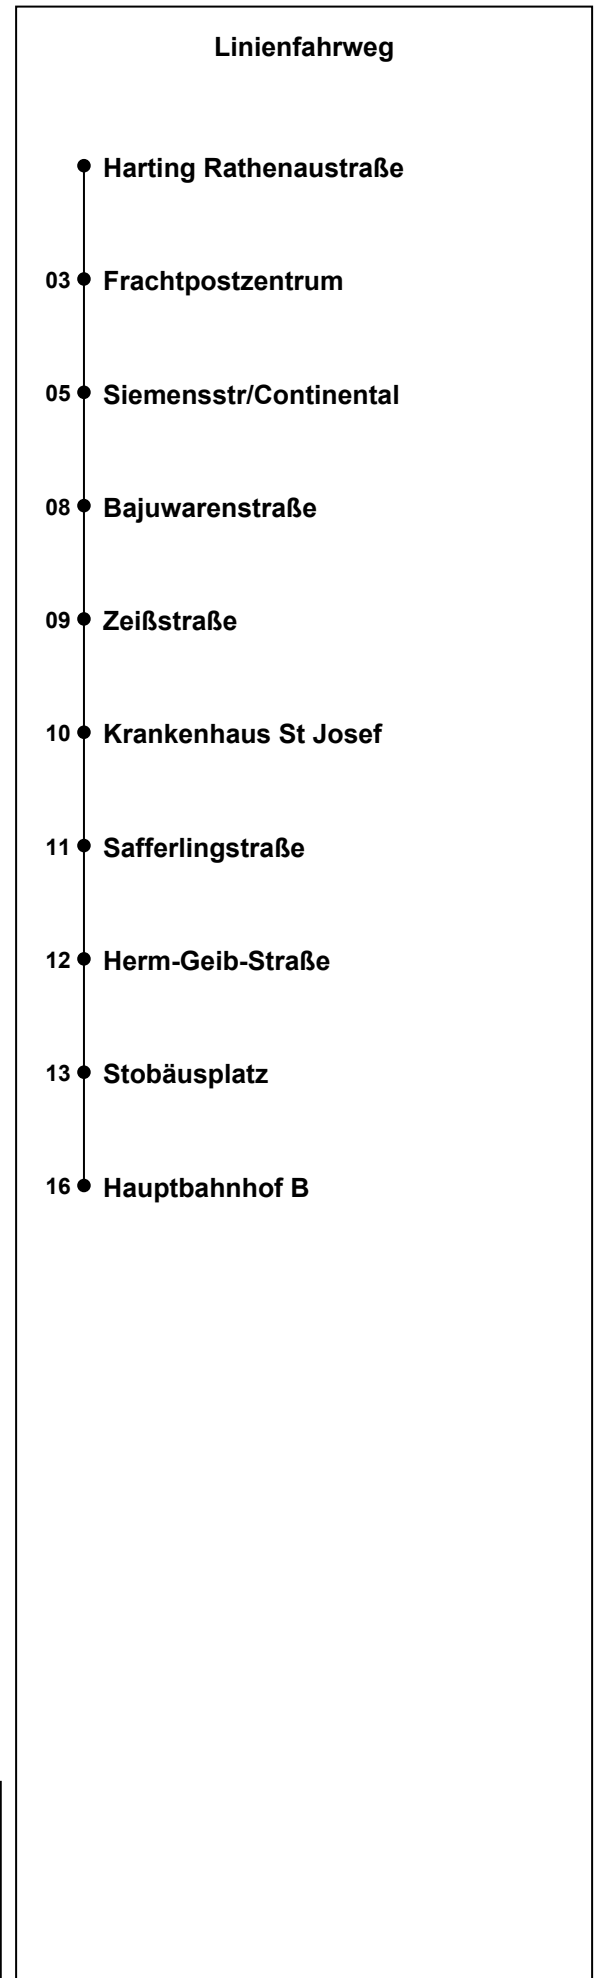 Linienfahrweg
Harting Rathenaustraße
03 Frachtpostzentrum
05 Siemensstr/Continental
08 Bajuwarenstraße
09 Zeißstraße
10 Krankenhaus St Josef
11 Safferlingstraße
12 Herm-Geib-Straße
13 Stobäusplatz
16 Hauptbahnhof B